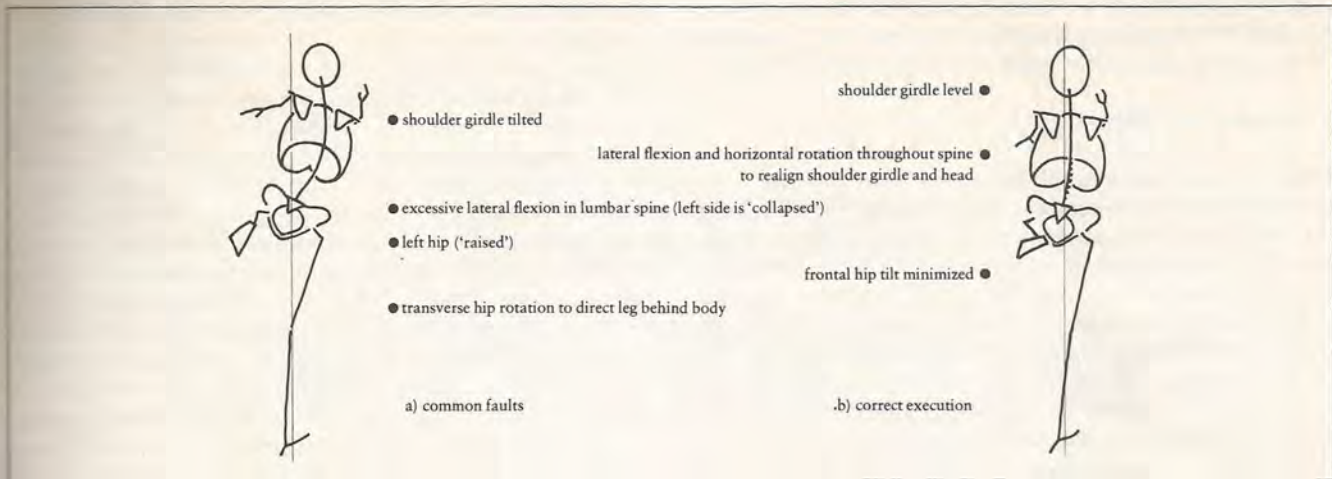 ● shoulder girdle tilted
● excessive lateral flexion in lumbar spine (left side is ‘collapsed’)
● left hip (‘raised’)
● transverse hip rotation to direct leg behind body
a) common faults
shoulder girdle level ●
lateral flexion and horizontal rotation throughout spine ●
to realign shoulder girdle and head
frontal hip tilt minimized ●
b) correct execution